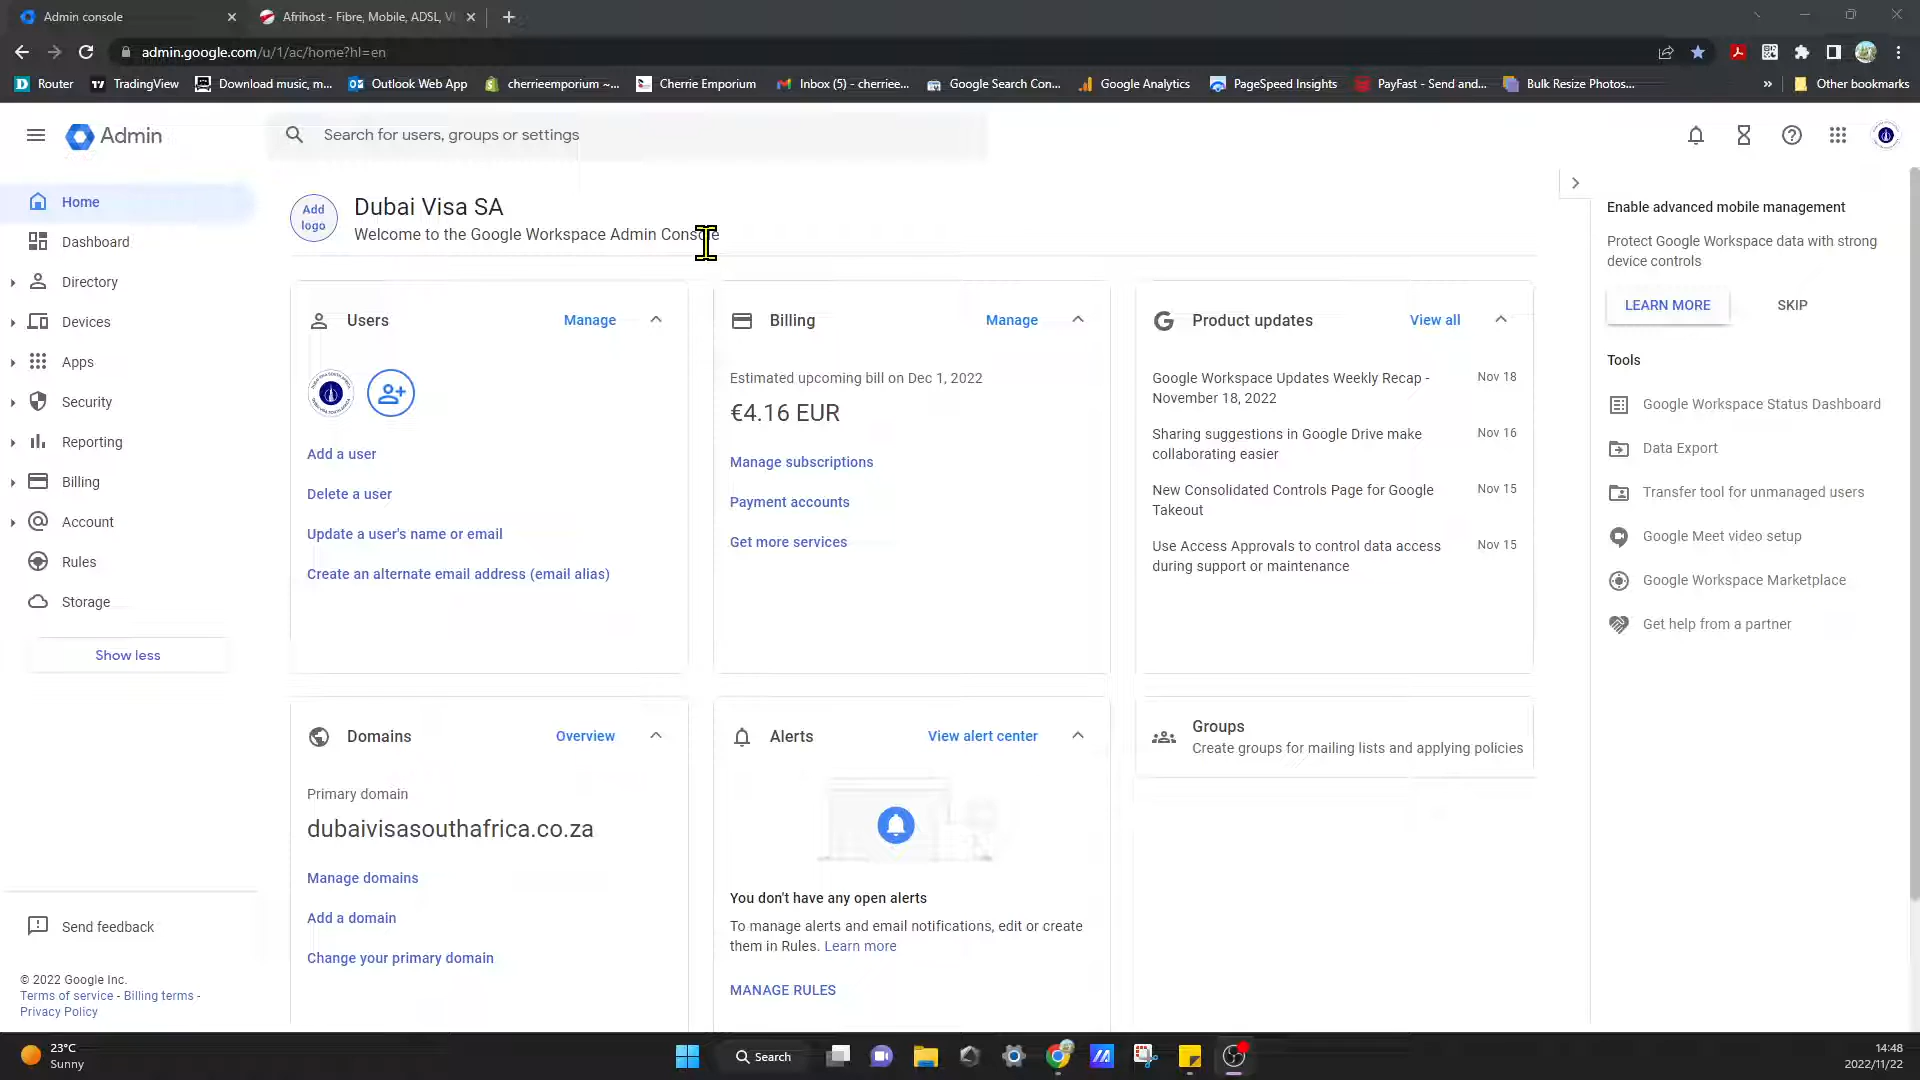 Admin console
Afrihost - Fibre, Mobile, ADSL, VI
admin.google.com/u/1/ac/home?hl=en
Router
TradingView
Download music, m...
Outlook Web App
cherrieemporium ~...
Cherrie Emporium
Inbox (5) - cherriee...
Google Search Con...
Google Analytics
PageSpeed Insights
PayFast - Send and...
Bulk Resize Photos...
»
Other bookmarks
Admin
Search for users, groups or settings
Home
Dashboard
Directory
Devices
Apps
Security
Reporting
Billing
Account
Rules
Storage
Show less
Send feedback
© 2022 Google Inc.
Terms of service - Billing terms -
Privacy Policy
Add
logo
Dubai Visa SA
Welcome to the Google Workspace Admin Console
Users
Manage
Add a user
Delete a user
Update a user's name or email
Create an alternate email address (email alias)
Billing
Manage
Estimated upcoming bill on Dec 1, 2022
€4.16 EUR
Manage subscriptions
Payment accounts
Get more services
Product updates
View all
Google Workspace Updates Weekly Recap -
November 18, 2022
Nov 18
Sharing suggestions in Google Drive make
collaborating easier
Nov 16
New Consolidated Controls Page for Google
Takeout
Nov 15
Use Access Approvals to control data access
during support or maintenance
Nov 15
Domains
Overview
Primary domain
dubaivisasouthafrica.co.za
Manage domains
Add a domain
Change your primary domain
Alerts
View alert center
You don't have any open alerts
To manage alerts and email notifications, edit or create
them in Rules. Learn more
MANAGE RULES
Groups
Create groups for mailing lists and applying policies
Enable advanced mobile management
Protect Google Workspace data with strong
device controls
LEARN MORE
SKIP
Tools
Google Workspace Status Dashboard
Data Export
Transfer tool for unmanaged users
Google Meet video setup
Google Workspace Marketplace
Get help from a partner
23°C
Sunny
Search
14:48
2022/11/22